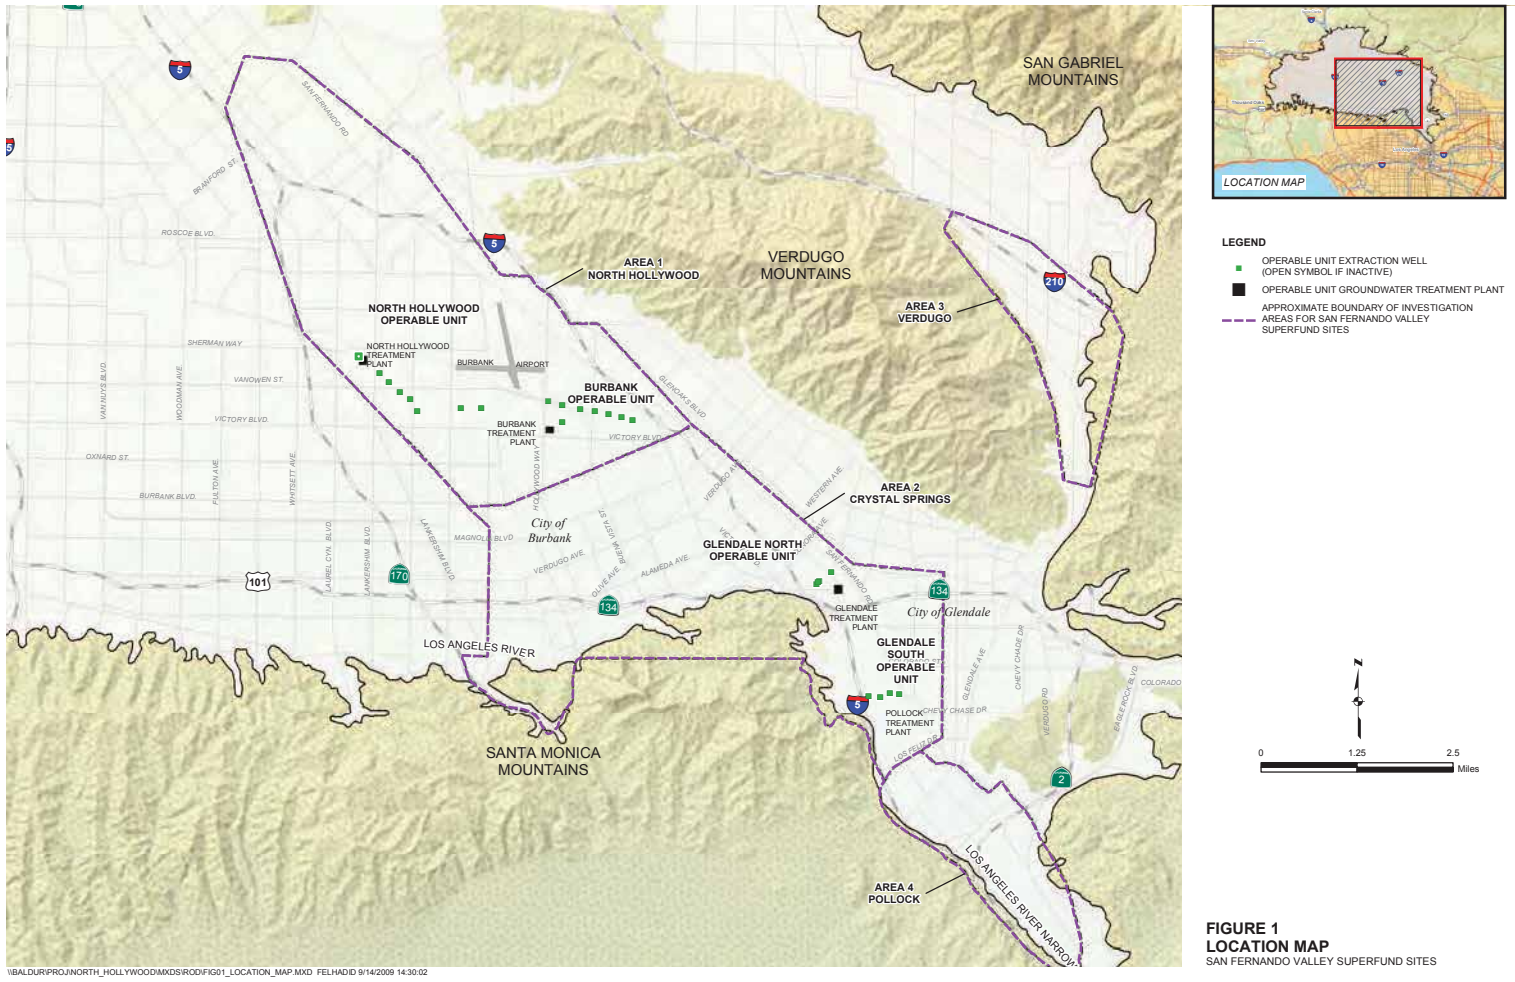 SAN GABRIEL
MOUNTAINS
5
5
SAN FERNANDO RD
BRANFORD ST.
ROSCOE BLVD.
5
AREA 1
NORTH HOLLYWOOD
VERDUGO
MOUNTAINS
210
AREA 3
VERDUGO
NORTH HOLLYWOOD
OPERABLE UNIT
SHERMAN WAY
NORTH HOLLYWOOD
TREATMENT
PLANT
BURBANK
AIRPORT
VAN NUYS BLVD.
WOODMAN AVE.
VANOWEN ST.
BURBANK
OPERABLE UNIT
GLENOAKS BLVD
VICTORY BLVD.
BURBANK
TREATMENT
PLANT
VICTORY BLVD.
OXNARD ST.
FULTON AVE.
WHITSETT AVE.
HOLLYWOOD WAY
VERDUGO AVE
WESTERN AVE.
BURBANK BLVD.
AREA 2
CRYSTAL SPRINGS
City of
Burbank
LAUREL CYN. BLVD.
LANKERSHIM BLVD.
LANKERSHIM BLVD.
MAGNOLIA BLVD
BUENA VISTA ST.
GLENDALE NORTH
OPERABLE UNIT
VERDUGO AVE.
OLIVE AVE.
ALAMEDA AVE.
SAN FERNANDO RD
101
170
134
134
GLENDALE
TREATMENT
PLANT
City of Glendale
LOS ANGELES RIVER
GLENDALE
SOUTH
OPERABLE
UNIT
COLORADO ST.
GLENDALE AVE
CHEVY CHASE DR
VERDUGO RD
EAGLE ROCK BLVD
COLORADO
5
POLLOCK
TREATMENT
PLANT
CHEVY CHASE DR.
LOS FELIZ DR.
SANTA MONICA
MOUNTAINS
2
AREA 4
POLLOCK
LOS ANGELES RIVER NARROW
LOCATION MAP
LEGEND
OPERABLE UNIT EXTRACTION WELL
(OPEN SYMBOL IF INACTIVE)
OPERABLE UNIT GROUNDWATER TREATMENT PLANT
APPROXIMATE BOUNDARY OF INVESTIGATION
AREAS FOR SAN FERNANDO VALLEY
SUPERFUND SITES
N
0 1.25 2.5
Miles
FIGURE 1
LOCATION MAP
SAN FERNANDO VALLEY SUPERFUND SITES
\\BALDUR\PROJ\NORTH_HOLLYWOOD\MXDS\ROD\FIG01_LOCATION_MAP.MXD FELHADID 9/14/2009 14:30:02